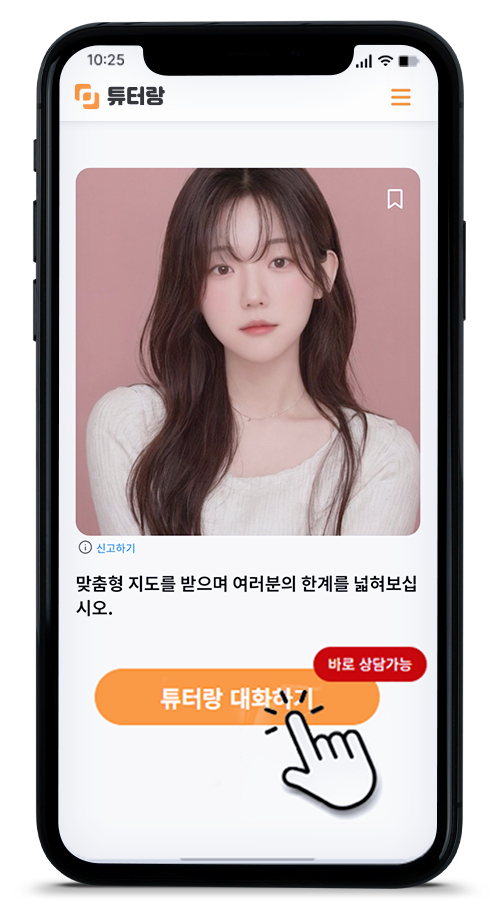 10:25
튜터랑
신고하기
맞춤형 지도를 받으며 여러분의 한계를 넓혀보십
시오.
바로 상담가능
튜터랑 대화하기